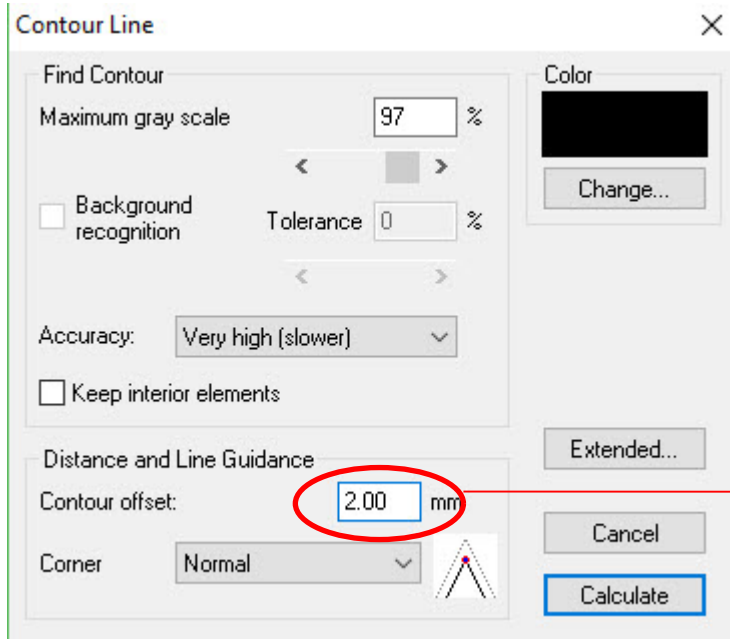 Contour Line
Find Contour
Maximum gray scale 97 %
Background
recognition
Tolerance 0 %
Accuracy: Very high (slower)
Keep interior elements
Distance and Line Guidance
Contour offset: 2.00 mm
Corner Normal
Color
Change...
Extended...
Cancel
Calculate